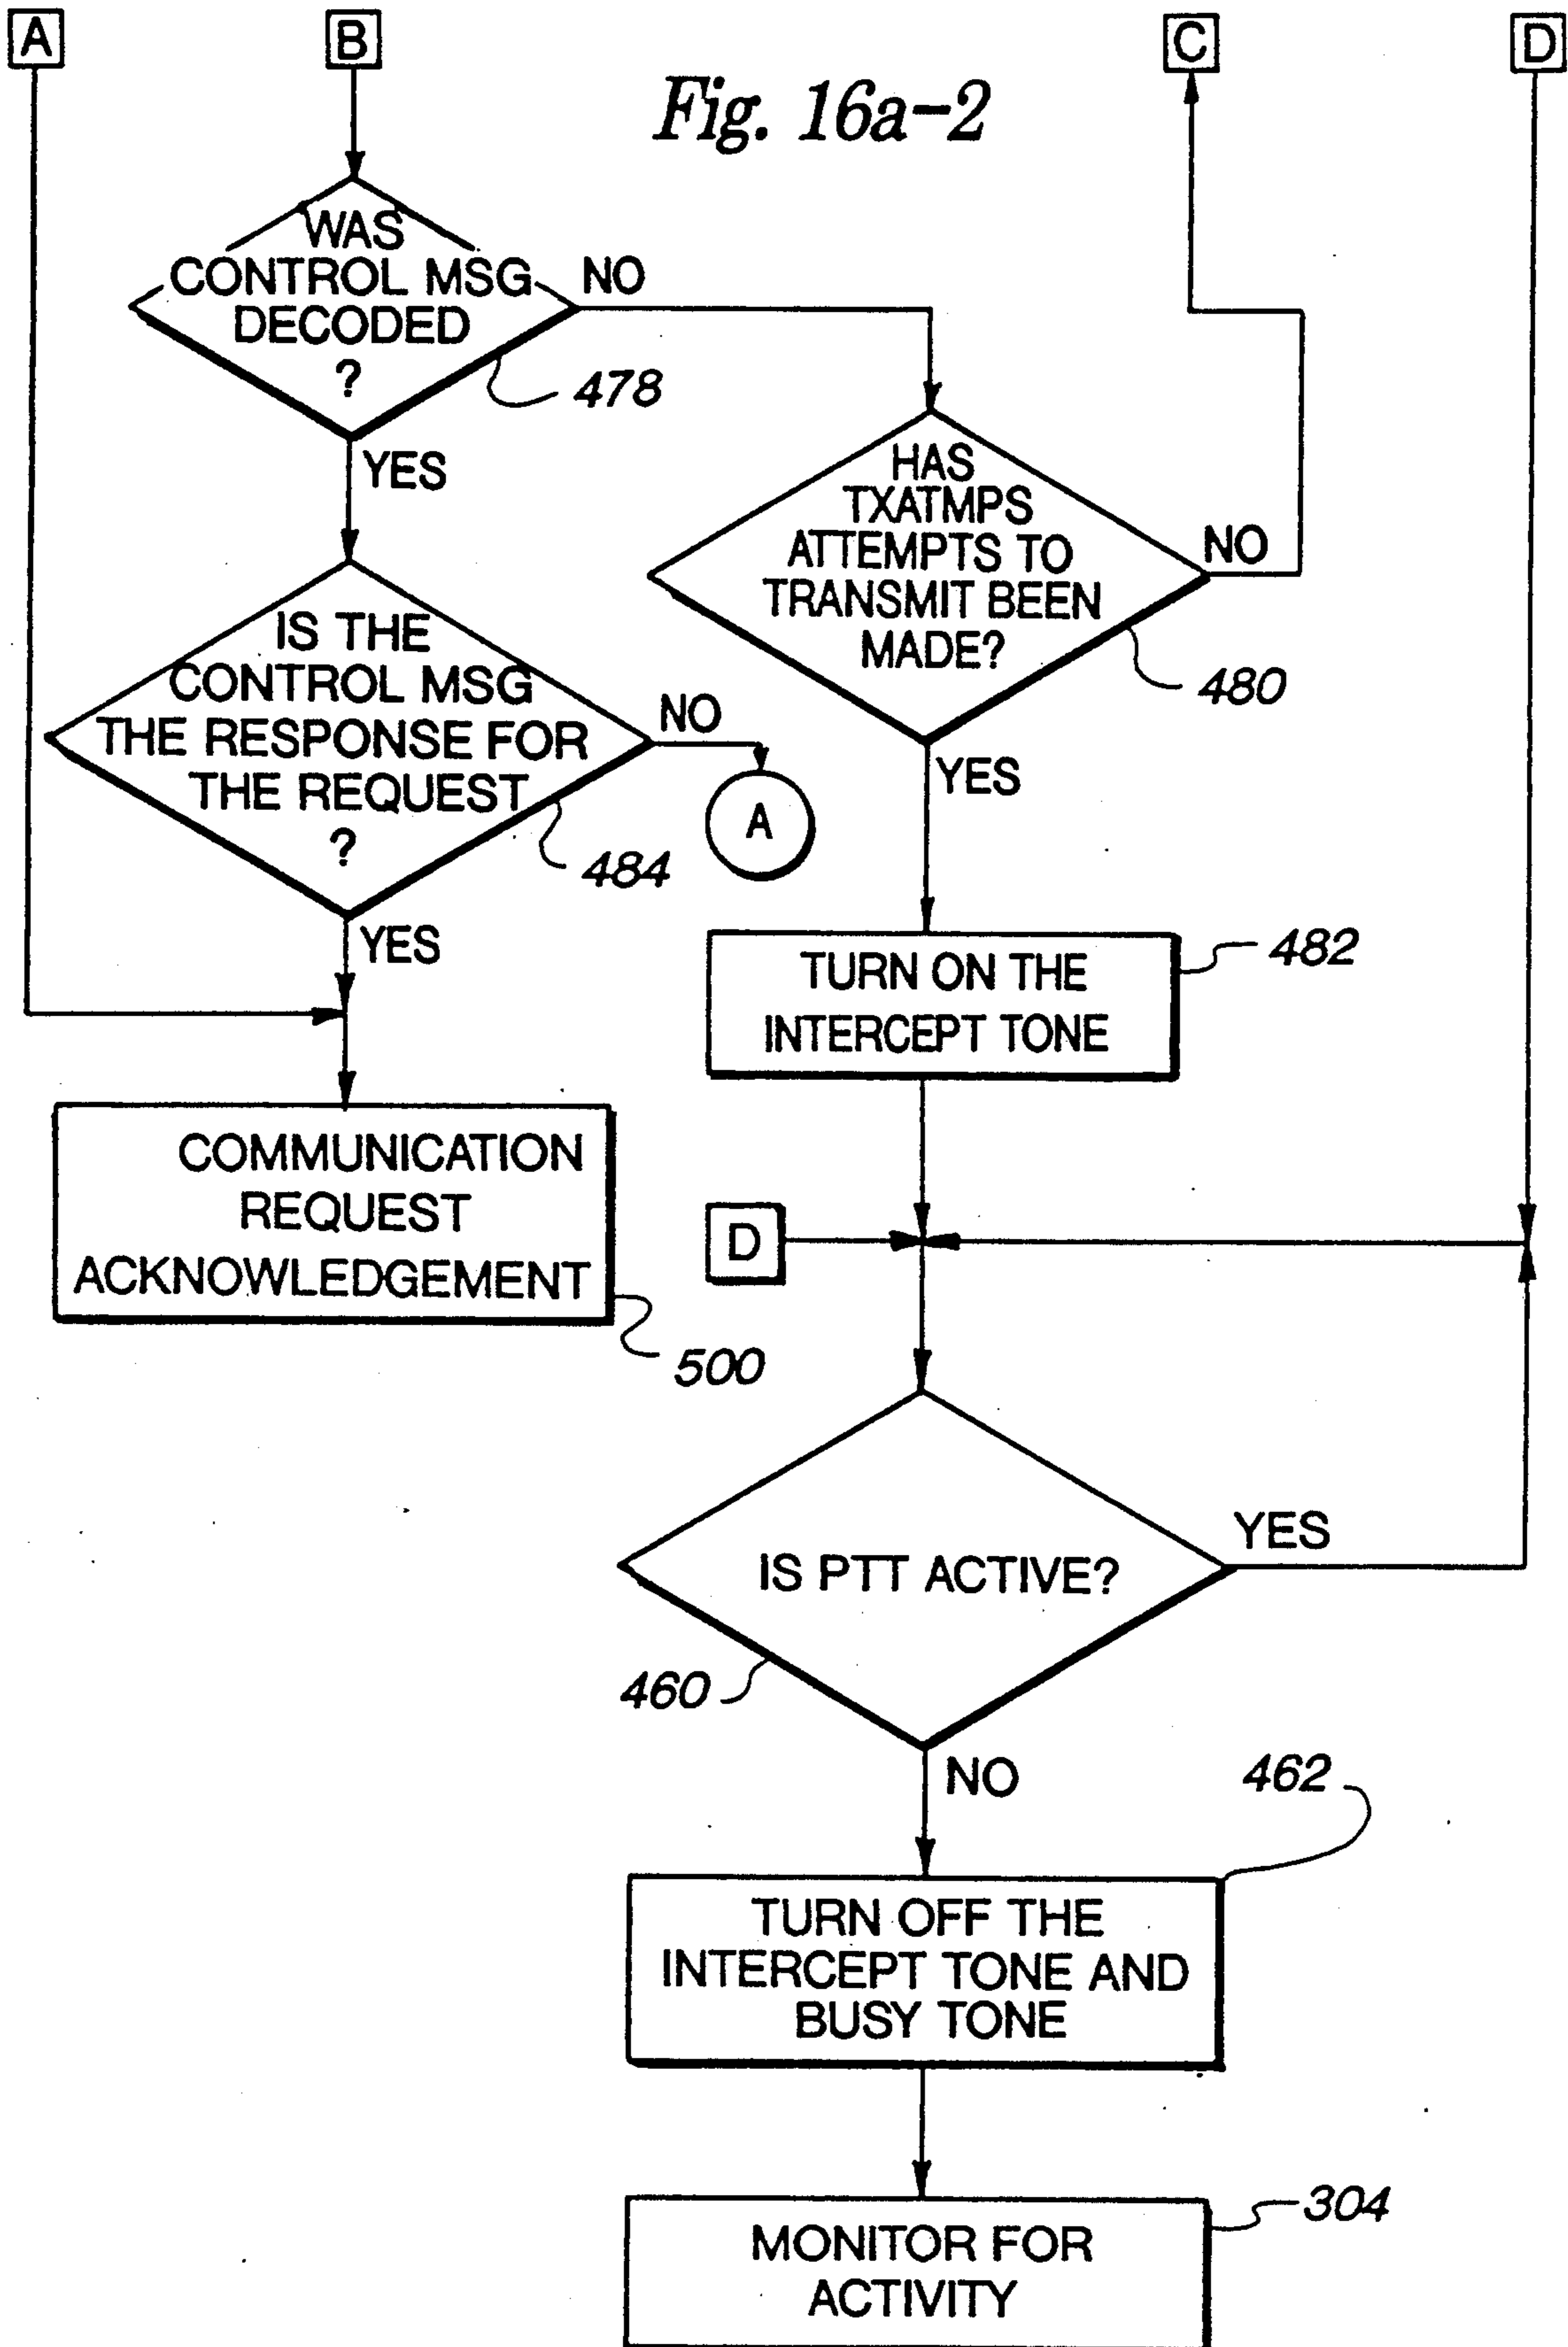 A
B
C
D
Fig. 16a-2
WAS
CONTROL MSG
DECODED
?
NO
478
YES
HAS
TXATMPS
ATTEMPTS TO
TRANSMIT BEEN
MADE?
NO
480
YES
IS THE
CONTROL MSG
THE RESPONSE FOR
THE REQUEST
?
NO
A
484
YES
TURN ON THE
INTERCEPT TONE
482
COMMUNICATION
REQUEST
ACKNOWLEDGEMENT
500
D
IS PTT ACTIVE?
YES
460
NO
462
TURN OFF THE
INTERCEPT TONE AND
BUSY TONE
304
MONITOR FOR
ACTIVITY